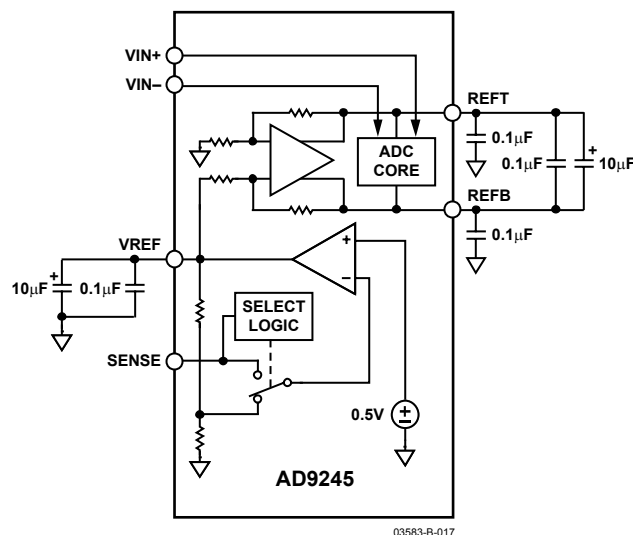 VIN+
VIN–
REFT
0.1μF
ADC
CORE
0.1μF
10μF
+
REFB
0.1μF
VREF
+
–
10μF
+
0.1μF
SELECT
LOGIC
SENSE
0.5V
+
–
AD9245
03583-B-017